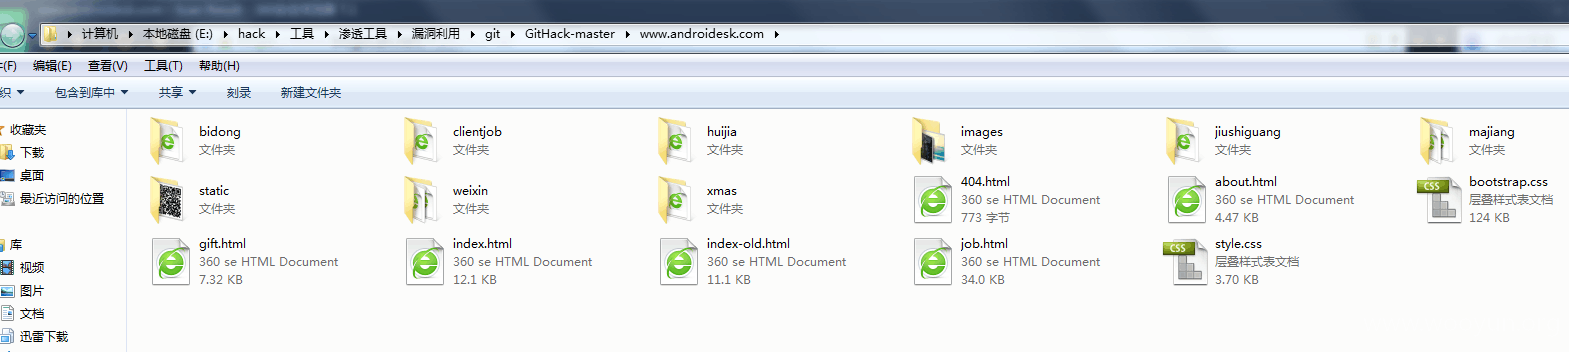 计算机 本地磁盘 (E:) hack 工具 渗透工具 漏洞利用 git GitHack-master www.androidesk.com
(F) 编辑(E) 查看(V) 工具(T) 帮助(H)
织 包含到库中 共享 刻录 新建文件夹
收藏夹
下载
桌面
最近访问的位置
库
视频
图片
文档
迅雷下载
bidong
文件夹
clientjob
文件夹
huijia
文件夹
images
文件夹
jiushiguang
文件夹
majiang
文件夹
static
文件夹
weixin
文件夹
xmas
文件夹
404.html
360 se HTML Document
773 字节
about.html
360 se HTML Document
4.47 KB
CSS
bootstrap.css
层叠样式表文档
124 KB
gift.html
360 se HTML Document
7.32 KB
index.html
360 se HTML Document
12.1 KB
index-old.html
360 se HTML Document
11.1 KB
job.html
360 se HTML Document
34.0 KB
CSS
style.css
层叠样式表文档
3.70 KB